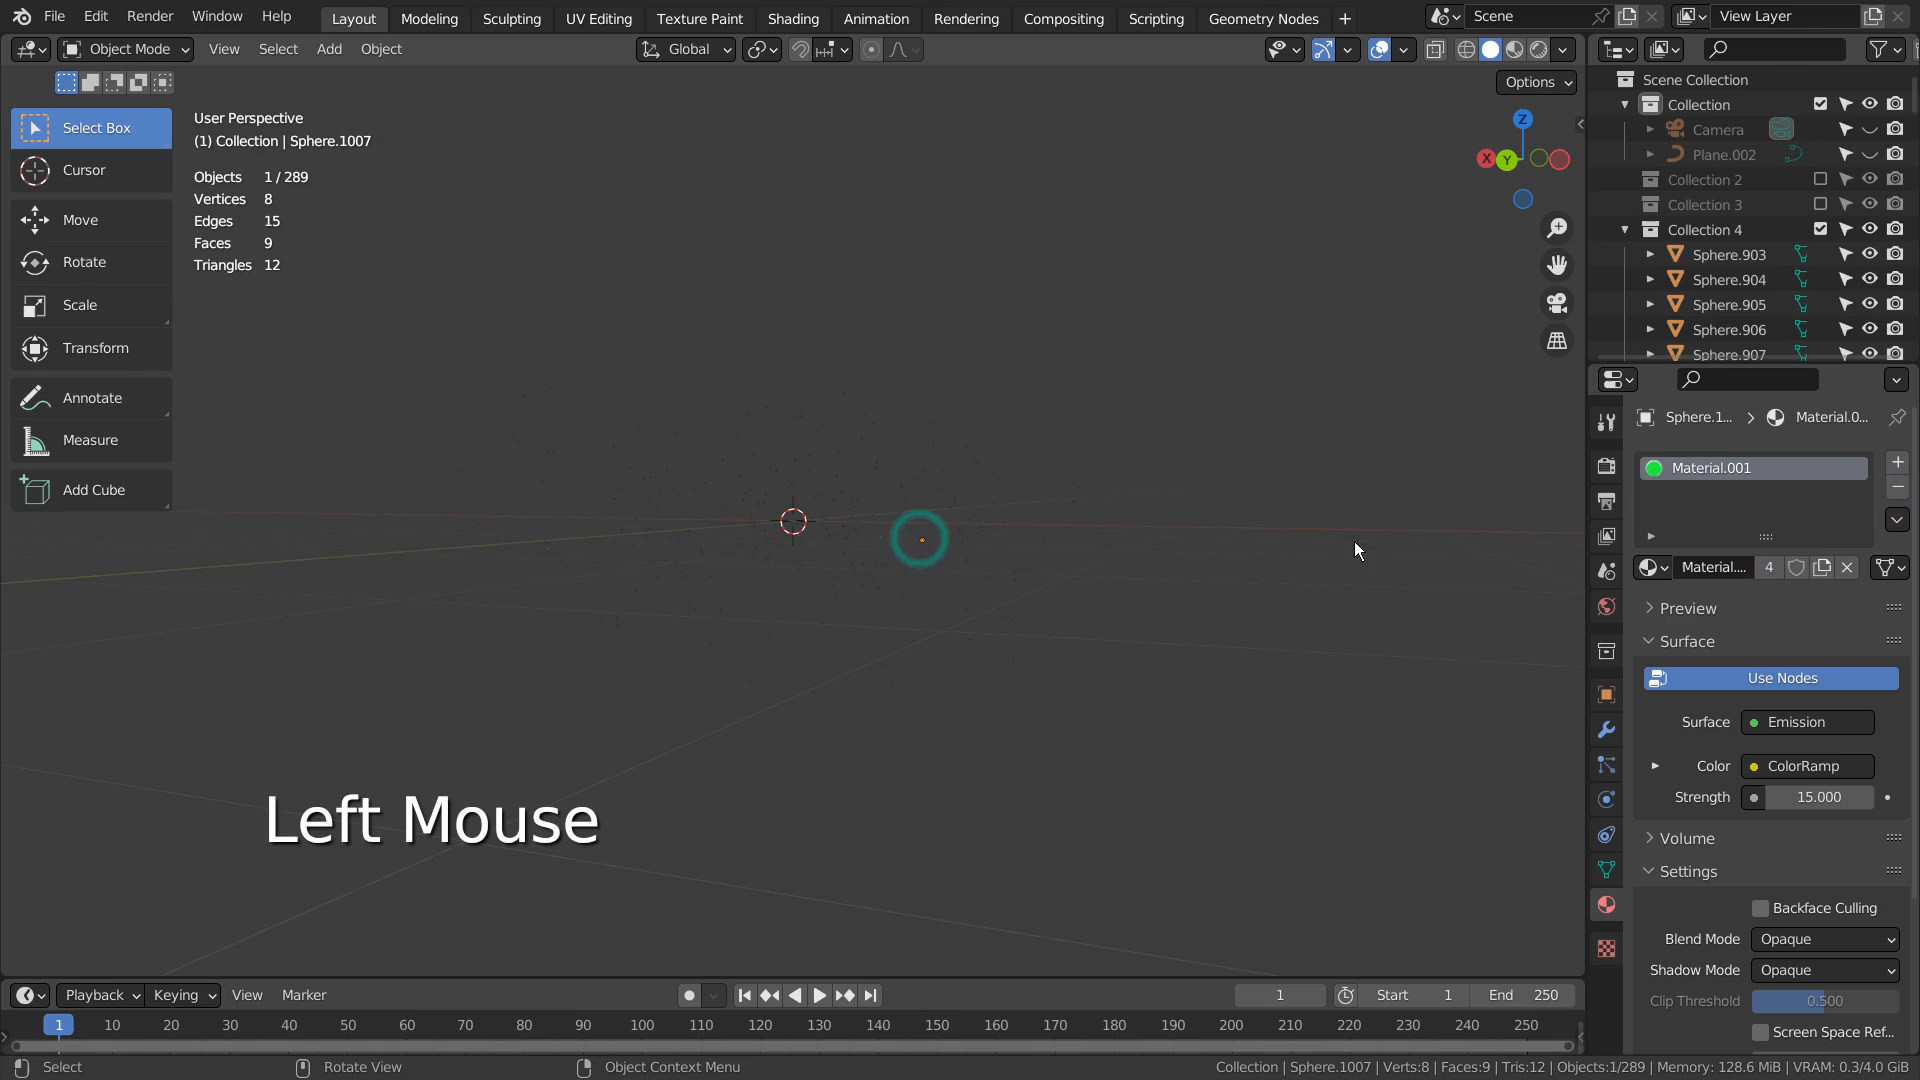 File Edit Render Window Help Layout Modeling Sculpting UV Editing Texture Paint Shading Animation Rendering Compositing Scripting Geometry Nodes + Scene View Layer
Object Mode View Select Add Object Global
Options
Select Box
Cursor
Move
Rotate
Scale
Transform
Annotate
Measure
Add Cube
User Perspective
(1) Collection | Sphere.1007
Objects 1 / 289
Vertices 8
Edges 15
Faces 9
Triangles 12
Z
X Y
Left Mouse
Scene Collection
Collection
Camera
Plane.002
Collection 2
Collection 3
Collection 4
Sphere.903
Sphere.904
Sphere.905
Sphere.906
Sphere.907
Sphere.1... > Material.0...
Material.001
Material.... 4
Preview
Surface
Use Nodes
Surface Emission
Color ColorRamp
Strength 15.000
Volume
Settings
Backface Culling
Blend Mode Opaque
Shadow Mode Opaque
Clip Threshold 0.500
Screen Space Ref...
Playback Keying View Marker 1 Start 1 End 250
1 10 20 30 40 50 60 70 80 90 100 110 120 130 140 150 160 170 180 190 200 210 220 230 240 250
Select Rotate View Object Context Menu Collection | Sphere.1007 | Verts:8 | Faces:9 | Tris:12 | Objects:1/289 | Memory: 128.6 MiB | VRAM: 0.3/4.0 GiB